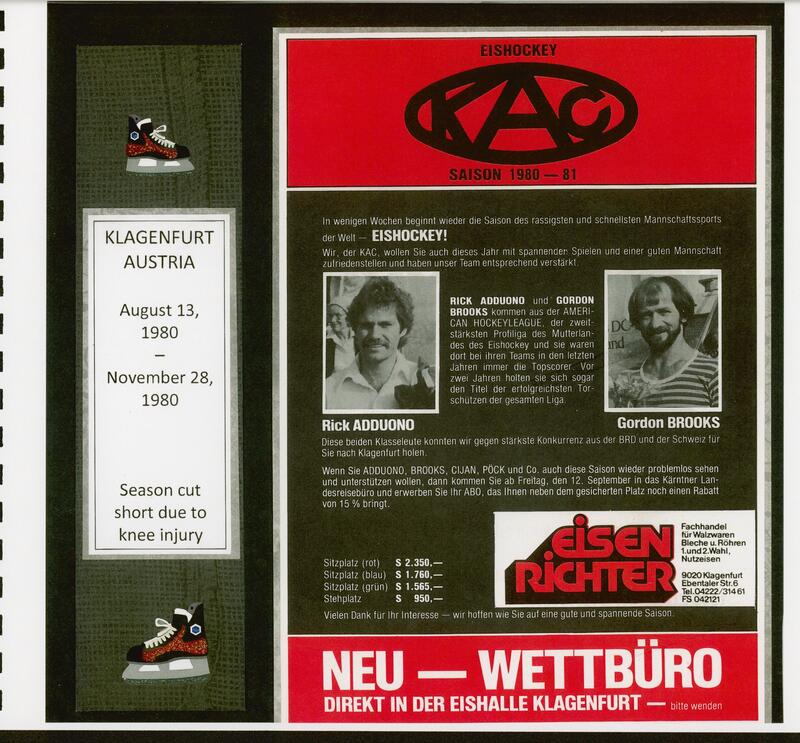 KLAGENFURT
AUSTRIA
August 13,
1980
–
November 28,
1980
Season cut
short due to
knee injury
EISHOCKEY
KAC
SAISON 1980 — 81
In wenigen Wochen beginnt wieder die Saison des rassigsten und schnellsten Mannschaftssports
der Welt — EISHOCKEY!
Wir, der KAC, wollen Sie auch dieses Jahr mit spannender Spielen und einer guten Mannschaft
zufriedenstellen und haben unser Team entsprechend verstärkt.
RICK ADDUONO und GORDON
BROOKS kommen aus der AMERI-
CAN HOCKEYLEAGUE, der zweit-
stärksten Profiliga des Mutterlan-
des des Eishockey und sie waren
dort bei ihren Teams in den letzten
Jahren immer die Topscorer. Vor
zwei Jahren holten sie sich sogar
den Titel der erfolgreichsten Tor-
schützen der gesamten Liga.
Rick ADDUONO
Gordon BROOKS
Diese beiden Klasseleute konnten wir gegen stärkste Konkurrenz aus der BRD und der Schweiz für
Sie nach Klagenfurt holen.
Wenn Sie ADDUONO, BROOKS, CIJAN, PÖCK und Co. auch diese Saison wieder problemlos sehen
und unterstützen wollen, dann kommen Sie ab Freitag, den 12. September in das Kärntner Lan-
desreisebüro und erwerben Sie Ihr ABO, das Ihnen neben dem gesicherten Platz noch einen Rabatt
von 15 % bringt.
Sitzplatz (rot) S 2.350,—
Sitzplatz (blau) S 1.760,—
Sitzplatz (grün) S 1.565,—
Stehplatz S 950,—
EISEN
RICHTER
Fachhandel
für Walzwaren
Bleche u. Röhren
1.und 2.Wahl,
Nutzeisen
9020 Klagenfurt
Ebentaler Str.6
Tel.04222/314 61
FS 042121
Vielen Dank für Ihr Interesse — wir hoffen wie Sie auf eine gute und spannende Saison.
NEU — WETTBÜRO
DIREKT IN DER EISHALLE KLAGENFURT — bitte wenden